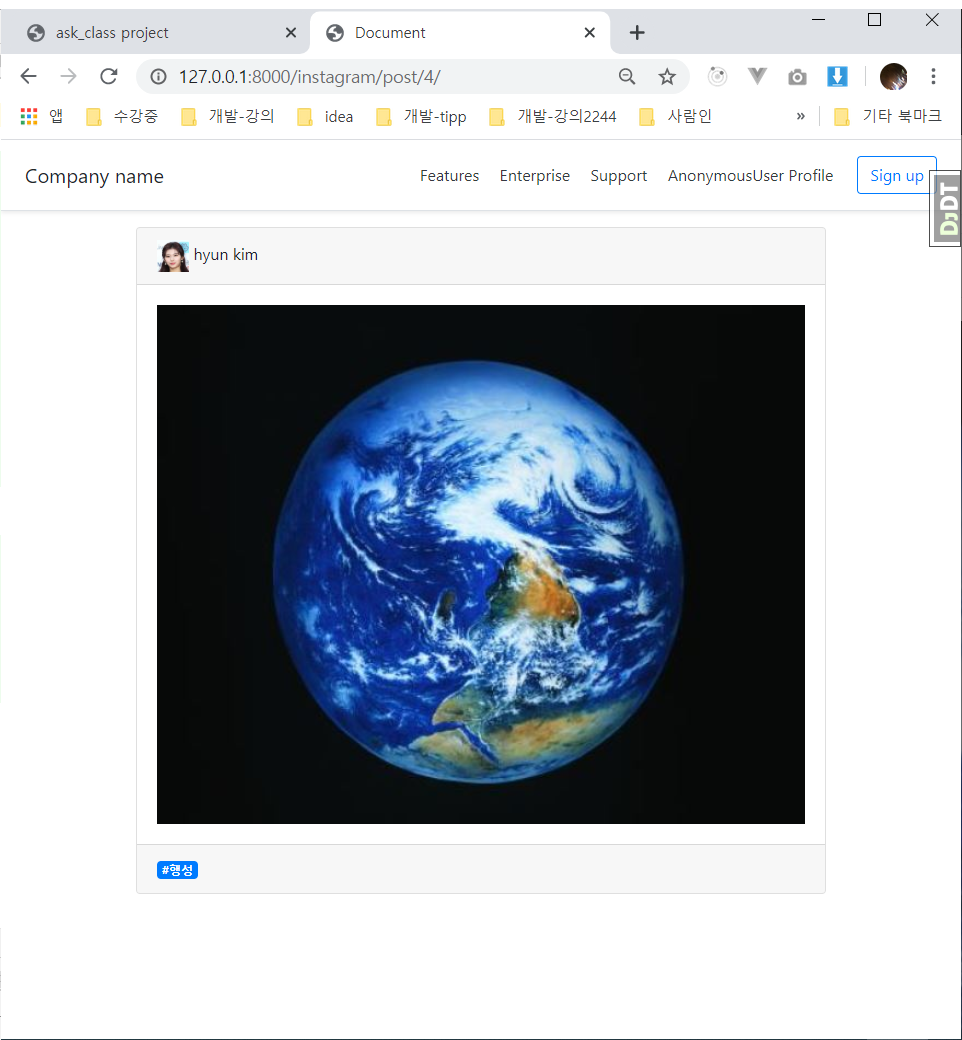 ask_class project Document
127.0.0.1:8000/instagram/post/4/
앱 수강중 개발-강의 idea 개발-tipp 개발-강의2244 사람인 » 기타 북마크
Company name Features Enterprise Support AnonymousUser Profile Sign up
DJDT
hyun kim
#행성